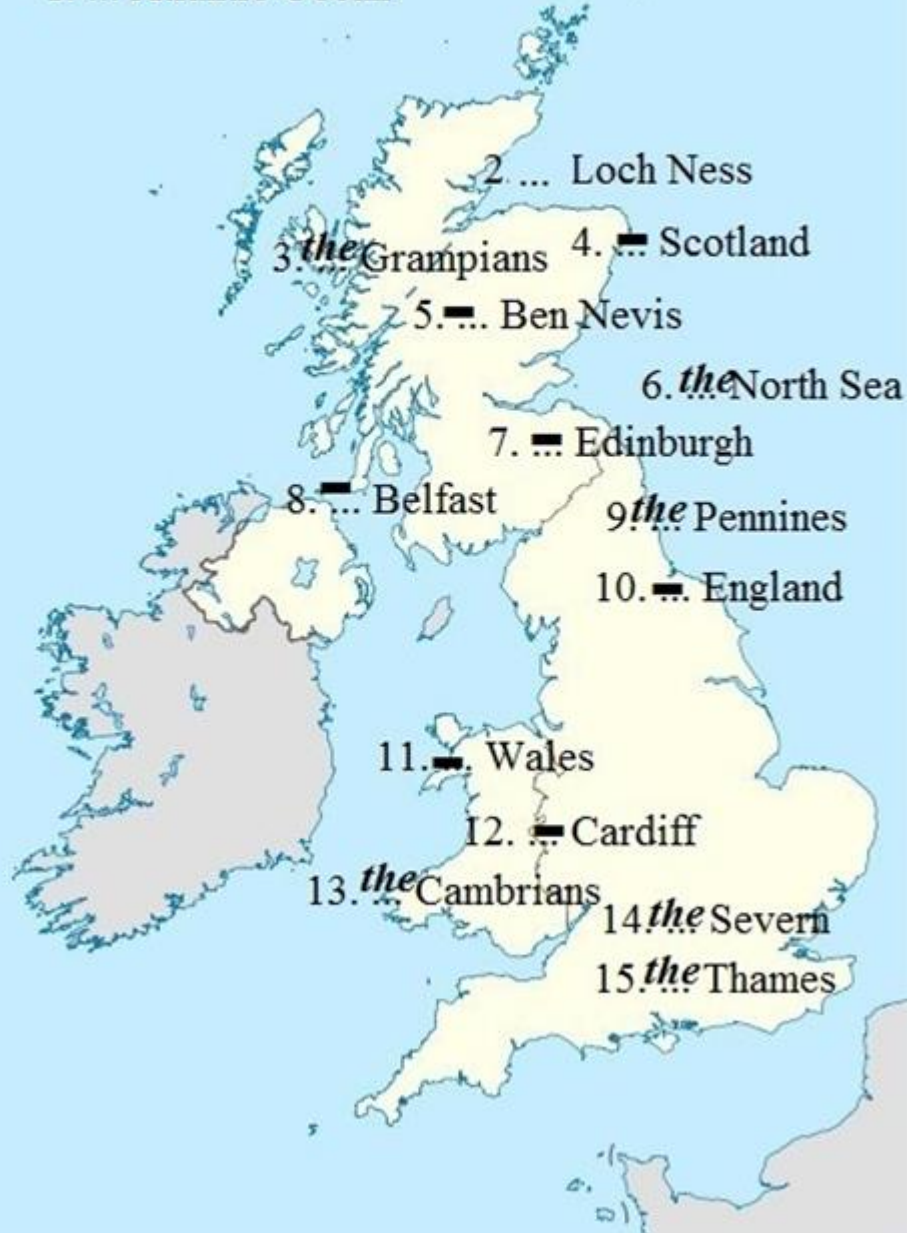 2. ... Loch Ness
3. the ... Grampians
4. – ... Scotland
5. – ... Ben Nevis
6. the ... North Sea
7. – ... Edinburgh
8. – ... Belfast
9. the ... Pennines
10. – ... England
11. – ... Wales
12. – ... Cardiff
13. the ... Cambrians
14. the ... Severn
15. the ... Thames